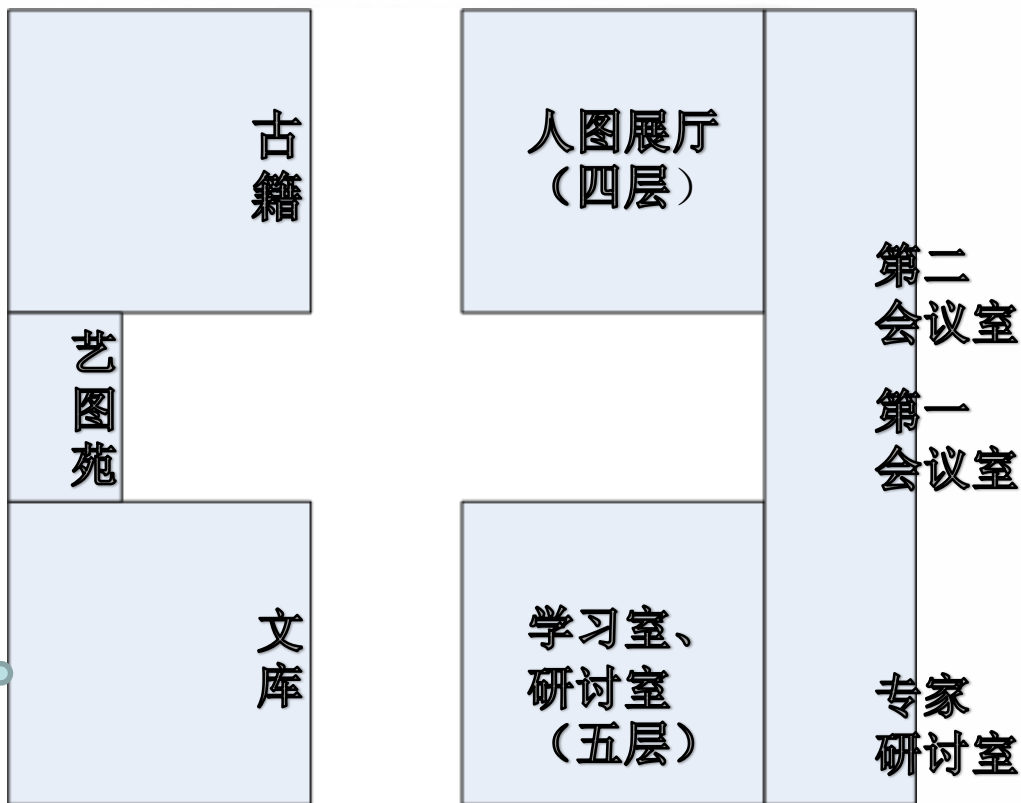 古
籍
人图展厅
（四层）
第二
会议室
艺
图
苑
第一
会议室
文
库
学习室、
研讨室
（五层）
专家
研讨室